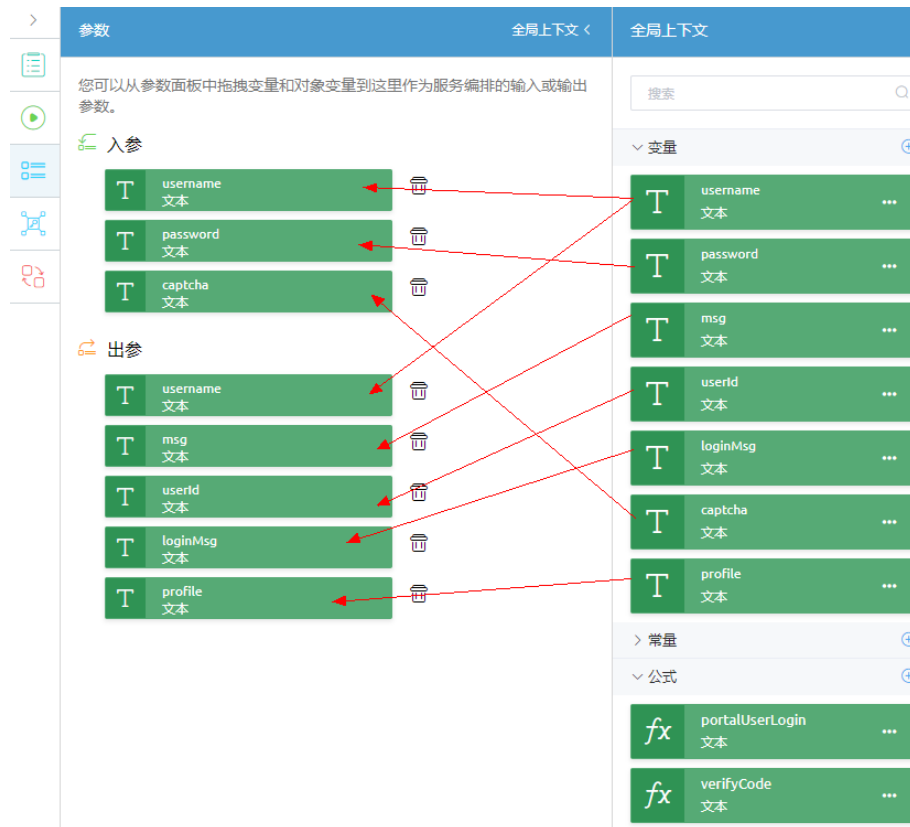 参数
全局上下文
您可以从参数面板中拖拽变量和对象变量到这里作为服务编排的输入或输出
参数。
入参
username
文本
password
文本
captcha
文本
出参
username
文本
msg
文本
userId
文本
loginMsg
文本
profile
文本
全局上下文
搜索
变量
T username
文本
T password
文本
T msg
文本
T userId
文本
T loginMsg
文本
T captcha
文本
T profile
文本
常量
公式
fx portalUserLogin
文本
fx verifyCode
文本